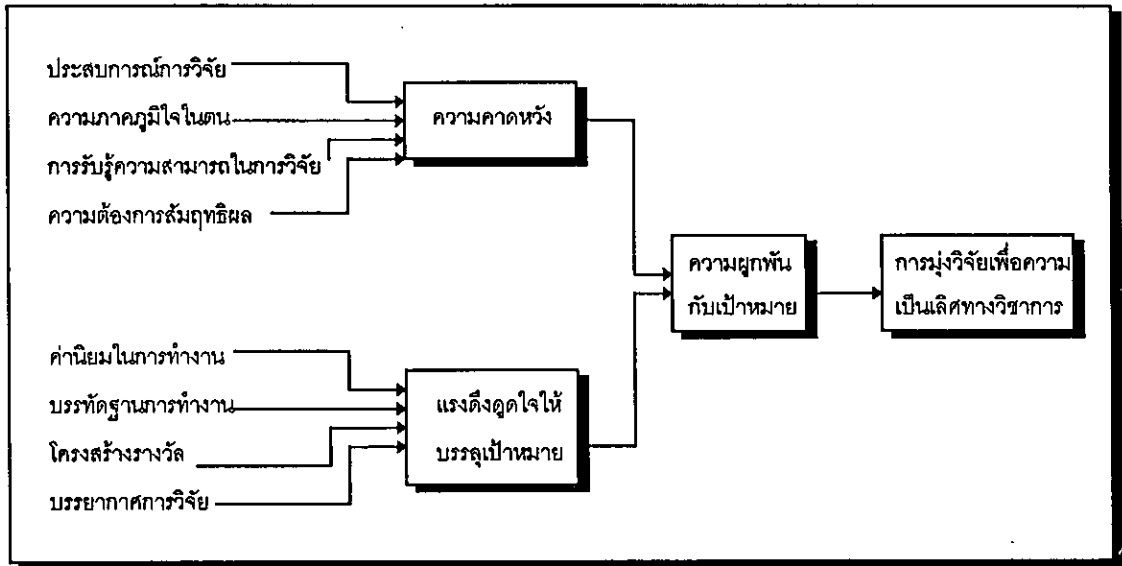 ประสบการณ์การวิจัย
ความภาคภูมิใจในตน
การรับรู้ความสามารถในการวิจัย
ความต้องการสัมฤทธิผล
ความคาดหวัง
ค่านิยมในการทำงาน
บรรทัดฐานการทำงาน
โครงสร้างรางวัล
บรรยากาศการวิจัย
แรงดึงดูดใจให้
บรรลุเป้าหมาย
ความผูกพัน
กับเป้าหมาย
การมุ่งวิจัยเพื่อความ
เป็นเลิศทางวิชาการ